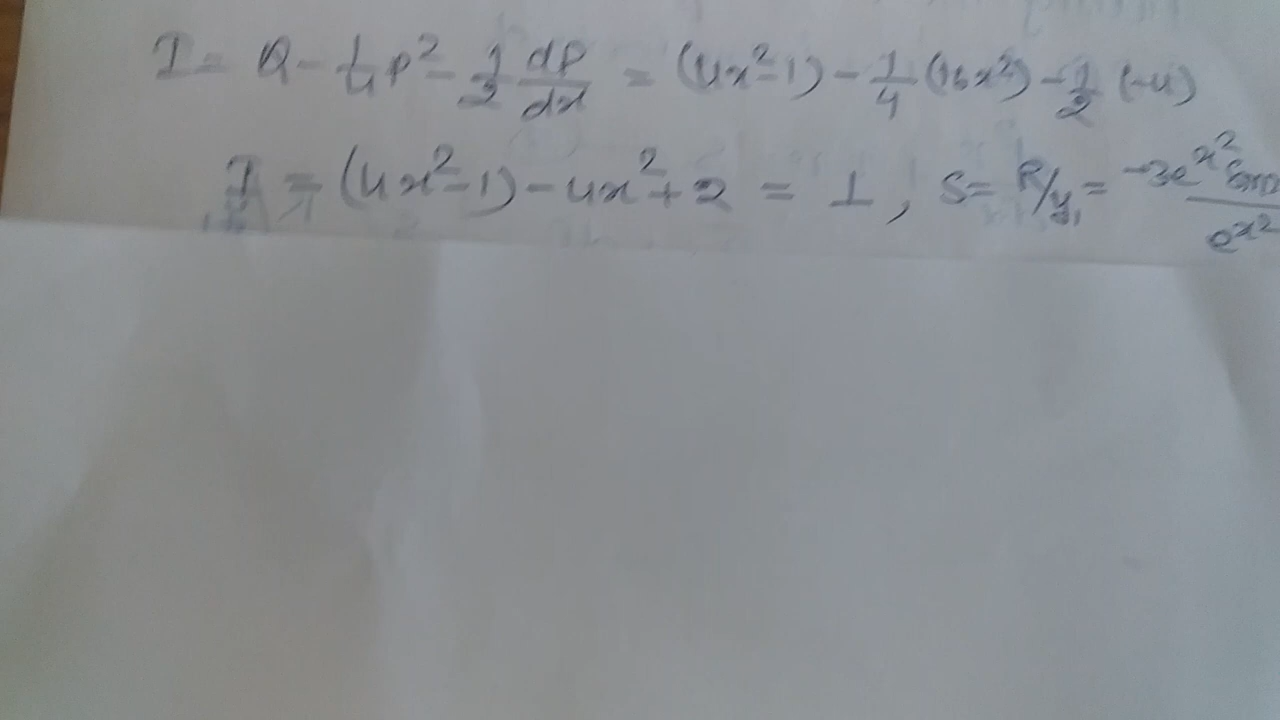 I = Q - 1/4 P² - 1/2 dP/dx = (4x²-1) - 1/4 (16x²) - 1/2 (-4)
I = (4x²-1) - 4x² + 2 = 1, S = R/y₁ = -3e^x² sin2x / e^x²